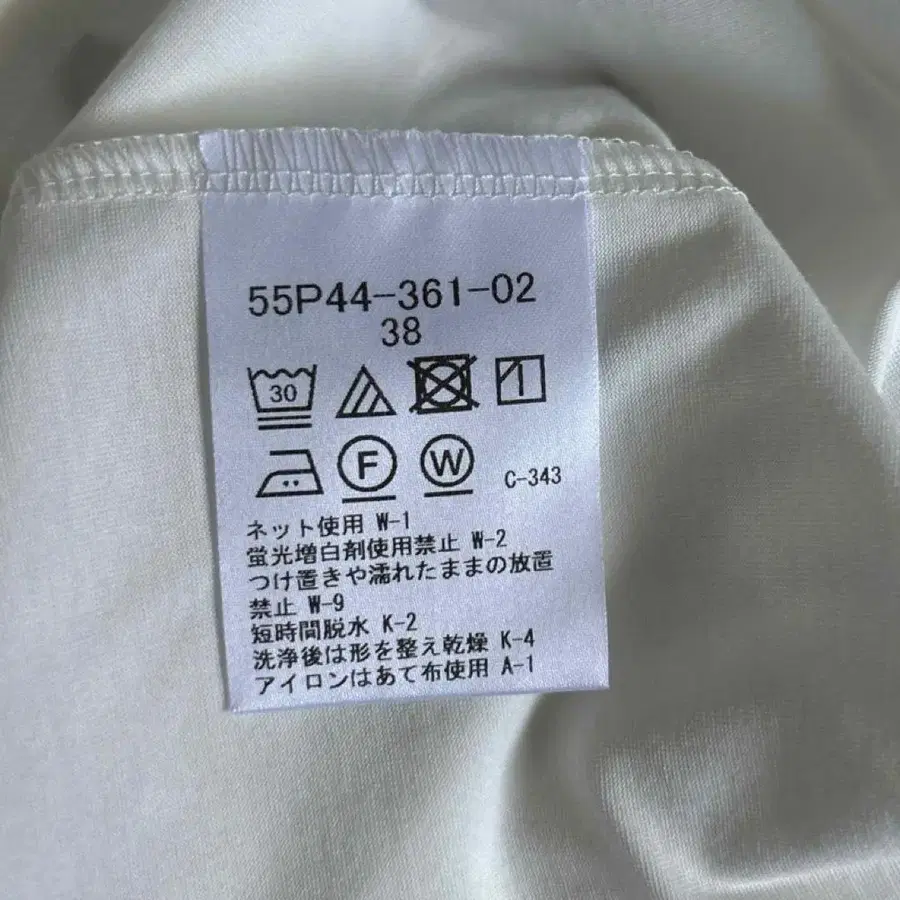 55P44-361-02
38
30
F W C-343
ネット使用 W-1
蛍光増白剤使用禁止 W-2
つけ置きや濡れたままの放置
禁止 W-9
短時間脱水 K-2
洗浄後は形を整え乾燥 K-4
アイロンはあて布使用 A-1